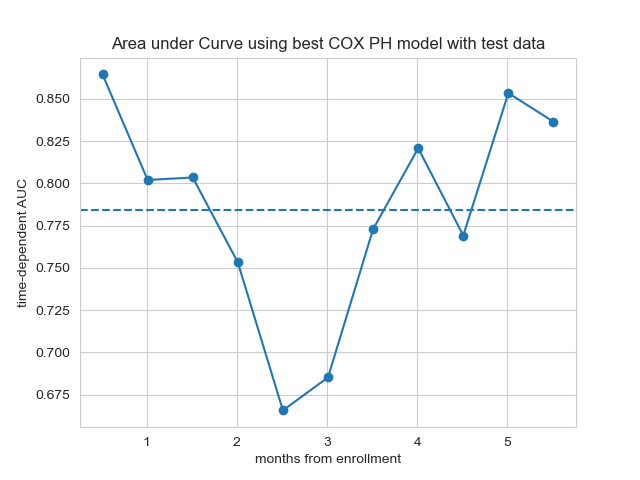 Area under Curve using best COX PH model with test data
time-dependent AUC
0.850
0.825
0.800
0.775
0.750
0.725
0.700
0.675
1 2 3 4 5
months from enrollment